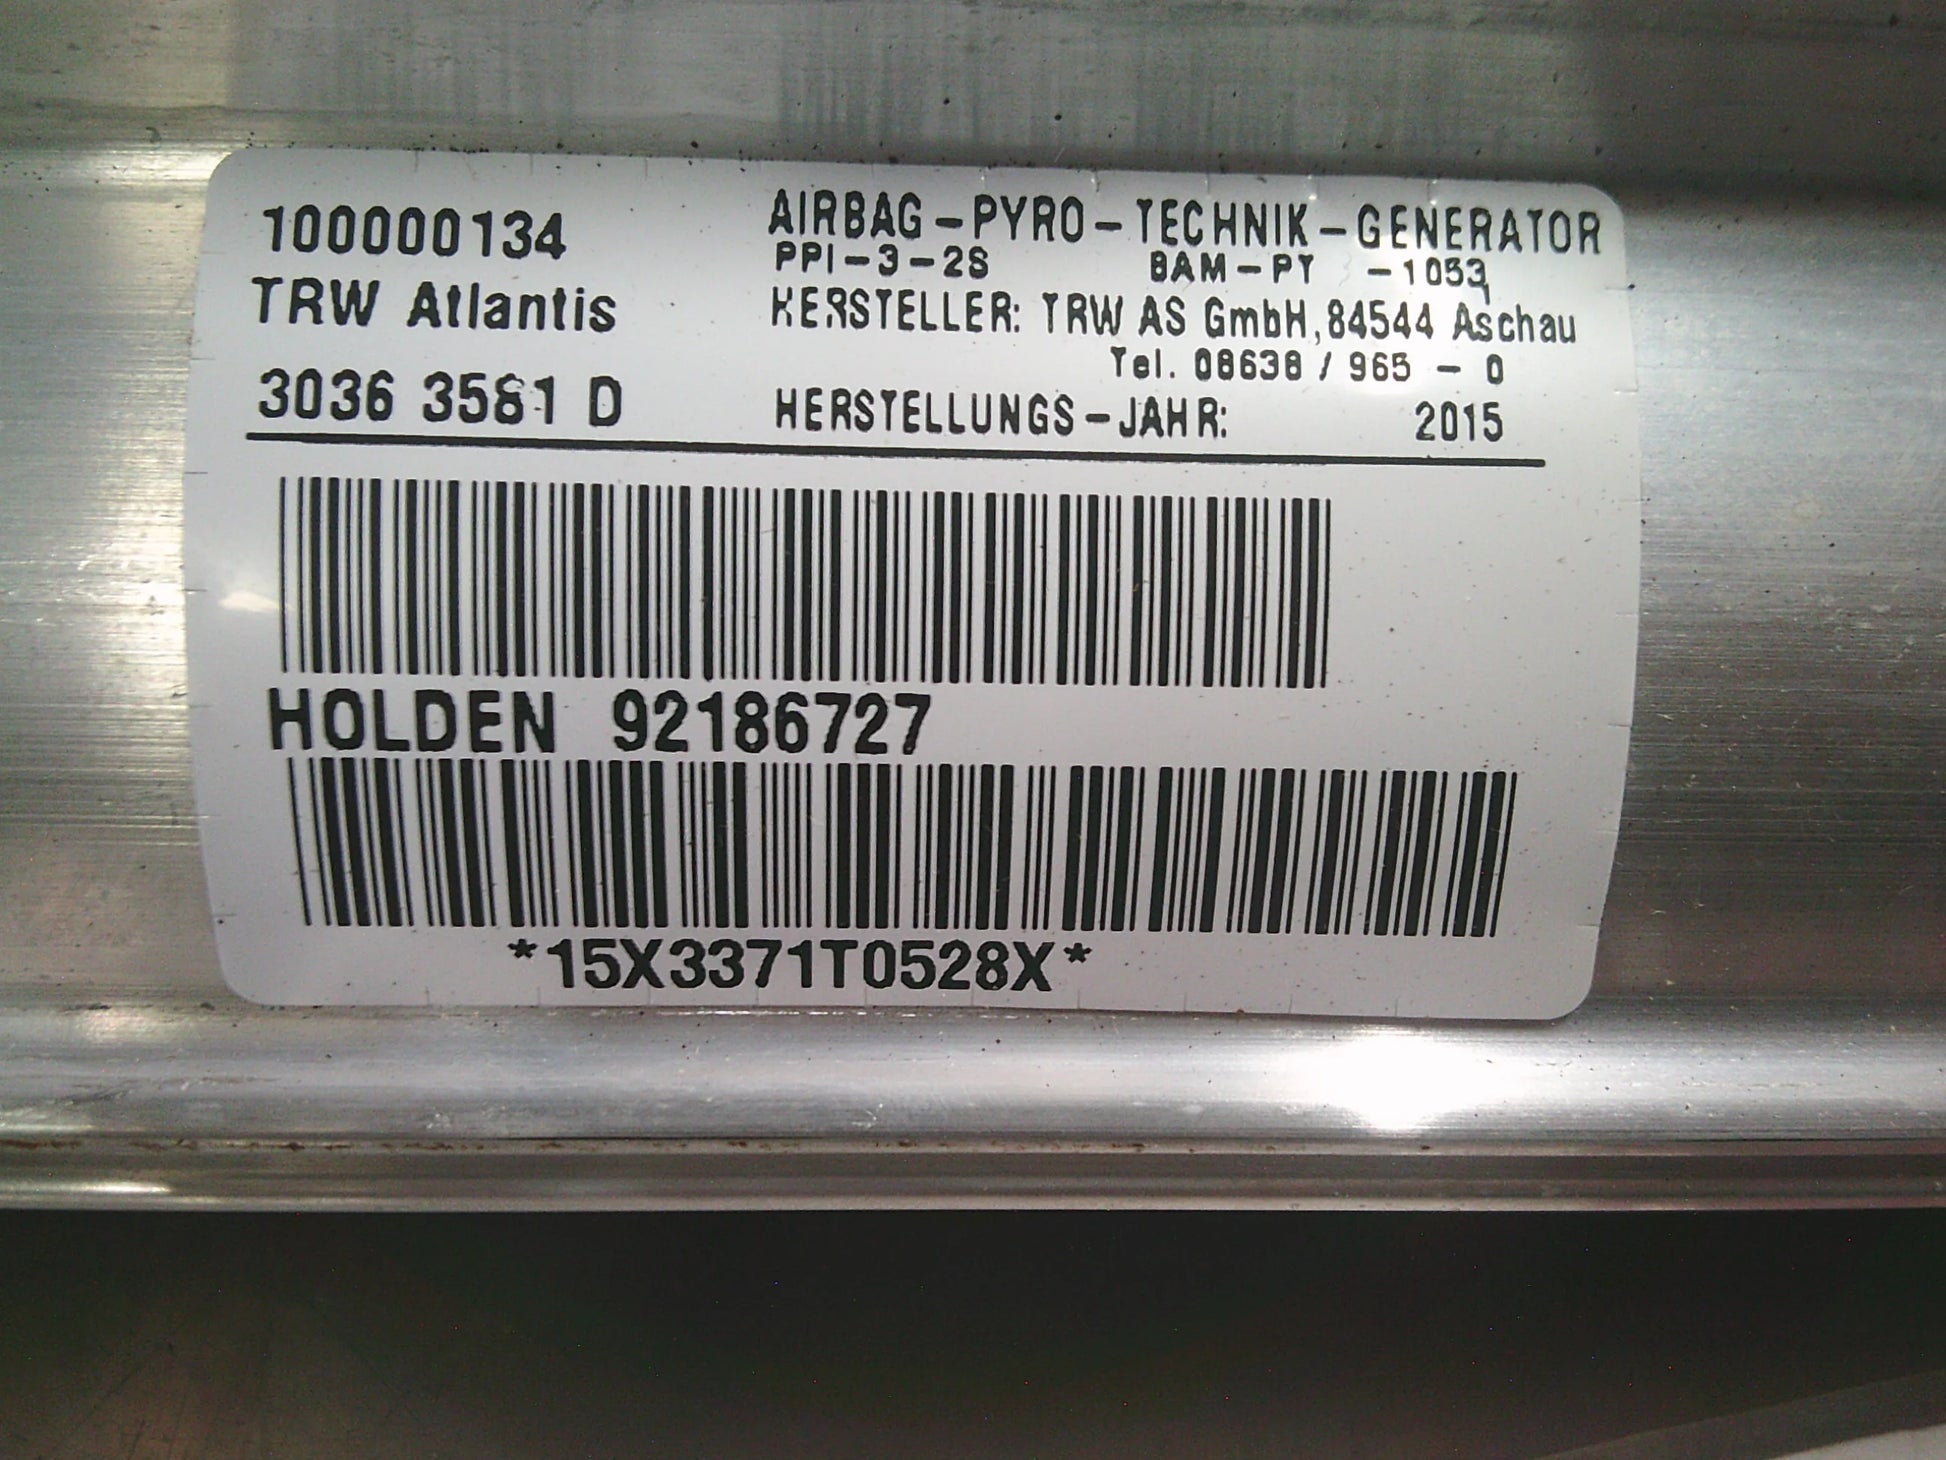 100000134
TRW Atlantis
3036 3581 D
AIRBAG-PYRO-TECHNIK-GENERATOR
PPI-3-2S BAM-PT -1053
HERSTELLER: TRW AS GmbH, 84544 Aschau
Tel. 08638 / 965 - 0
HERSTELLUNGS-JAHR: 2015
HOLDEN 92186727
*15X3371T0528X*